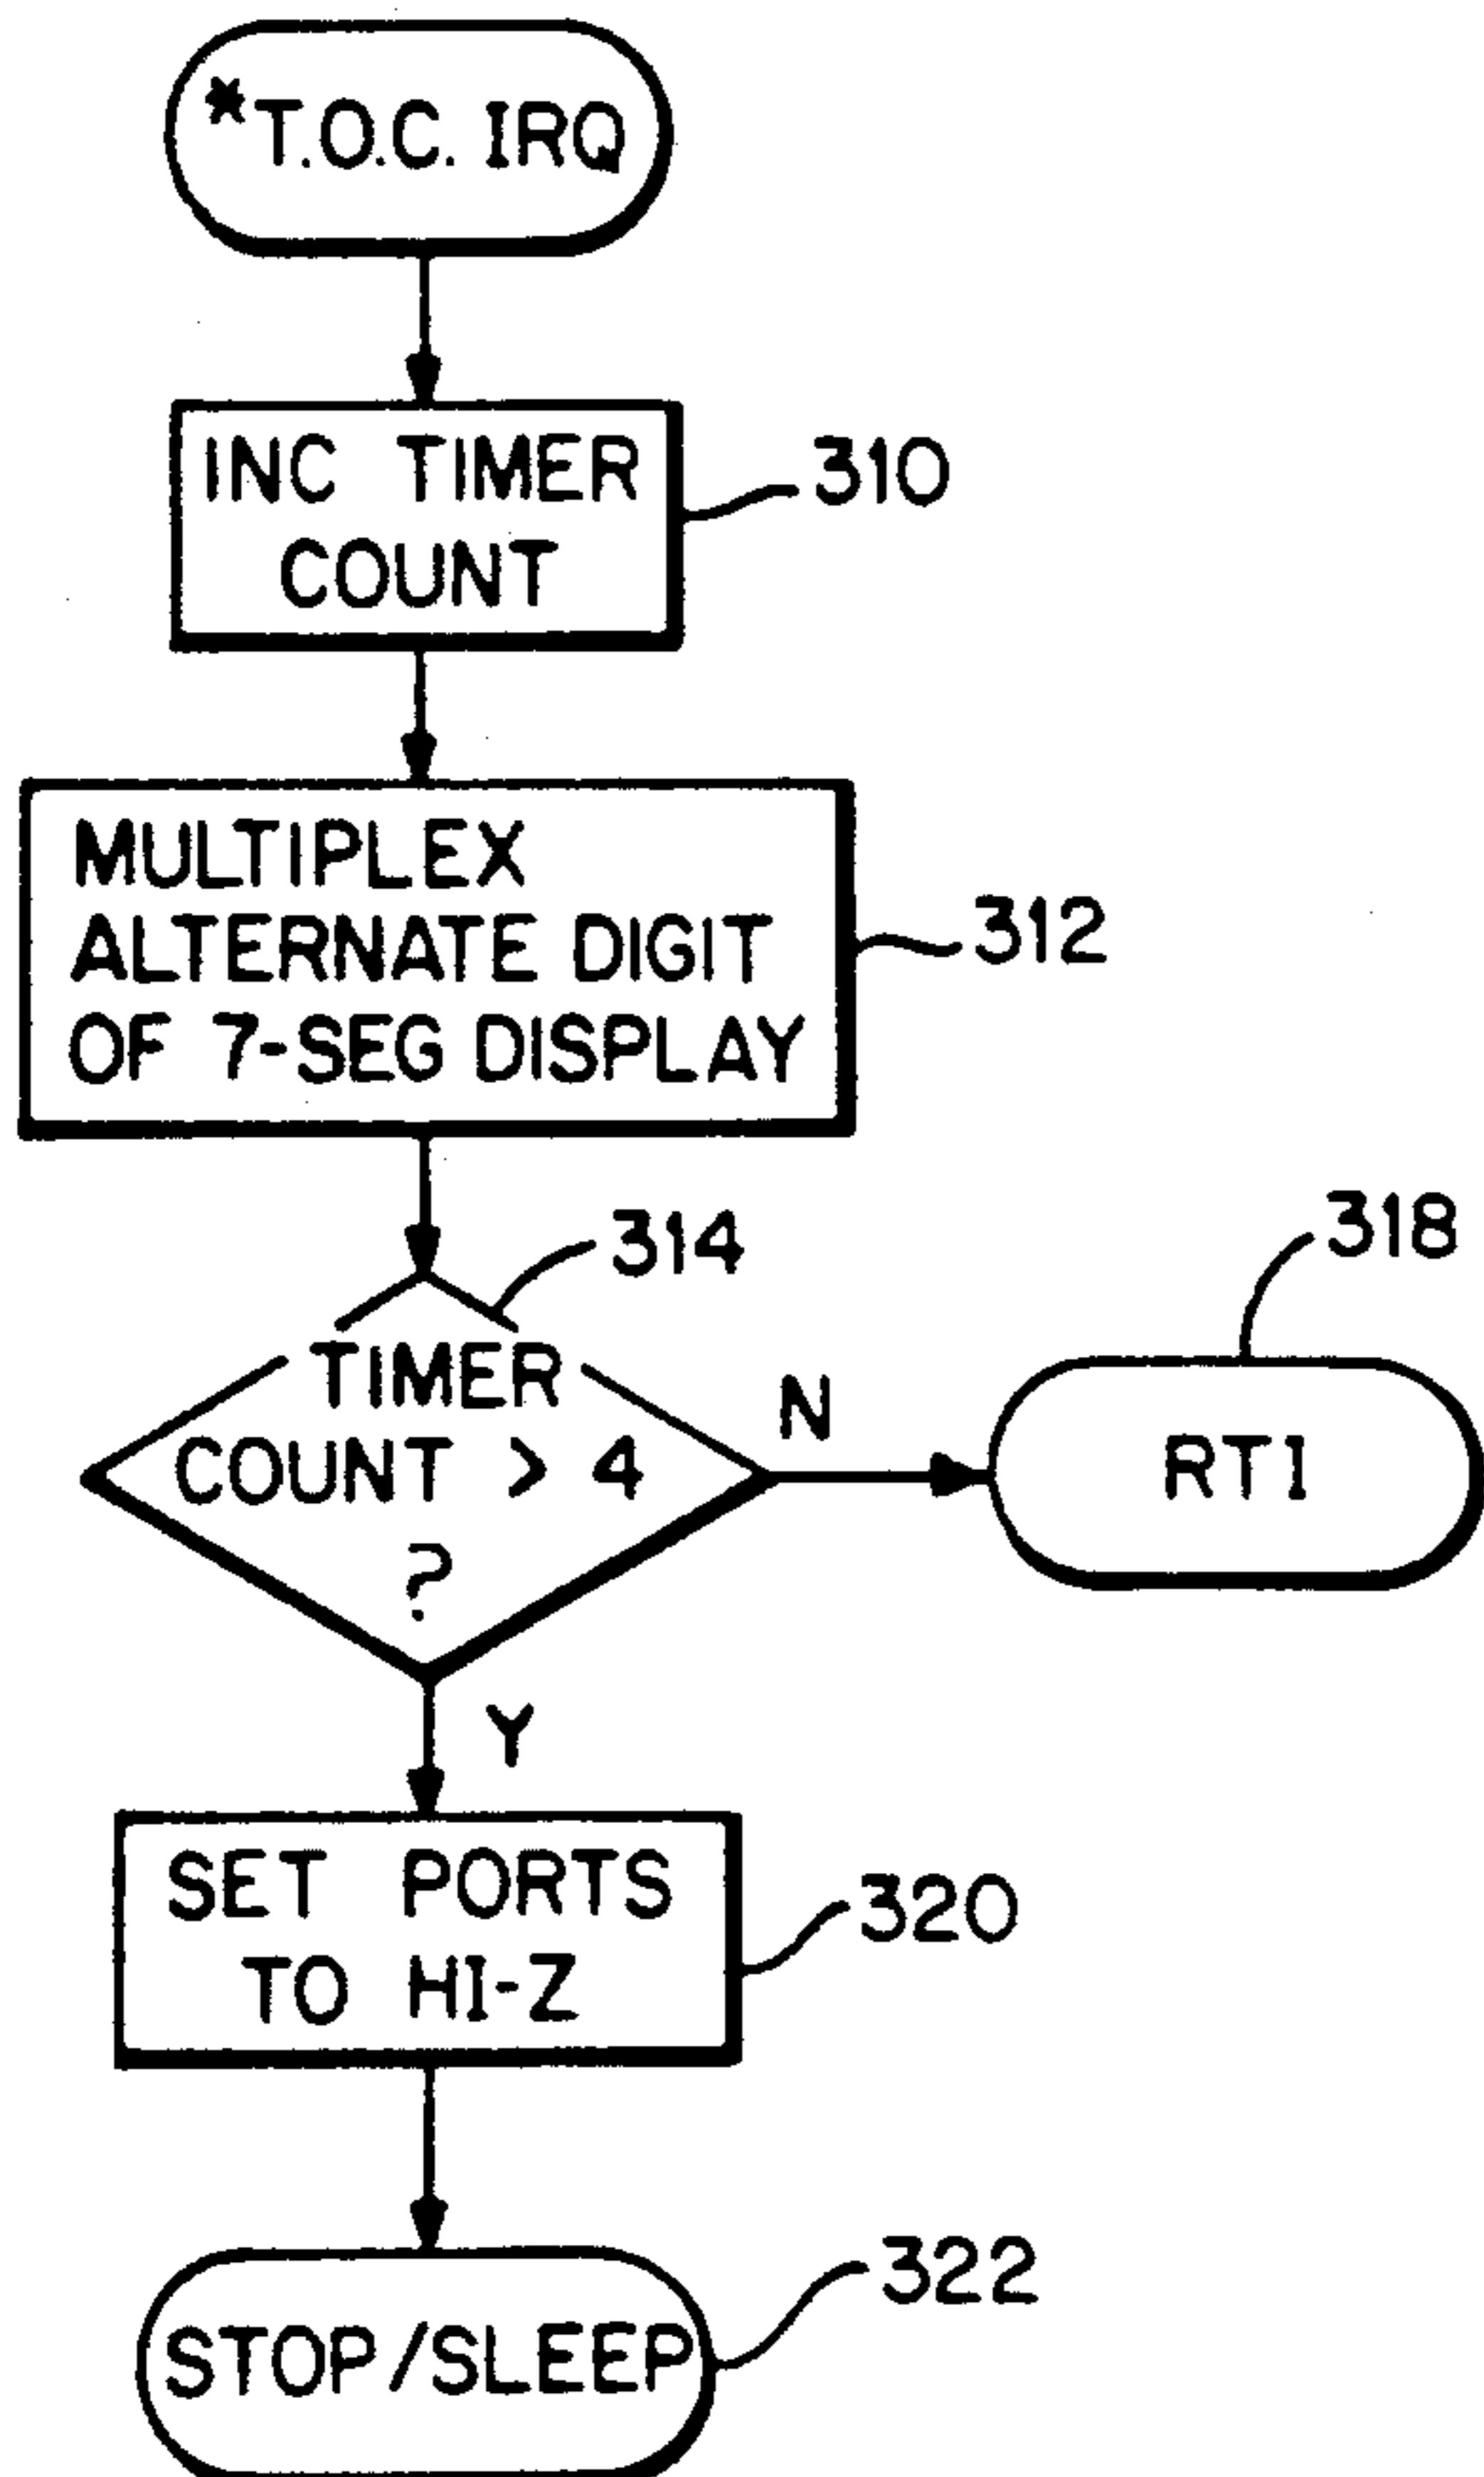 *T.O.C. IRQ
INC TIMER
COUNT
310
MULTIPLEX
ALTERNATE DIGIT
OF 7-SEG DISPLAY
312
314
TIMER
COUNT > 4
?
N
318
RTI
Y
SET PORTS
TO HI-Z
320
STOP/SLEEP
322